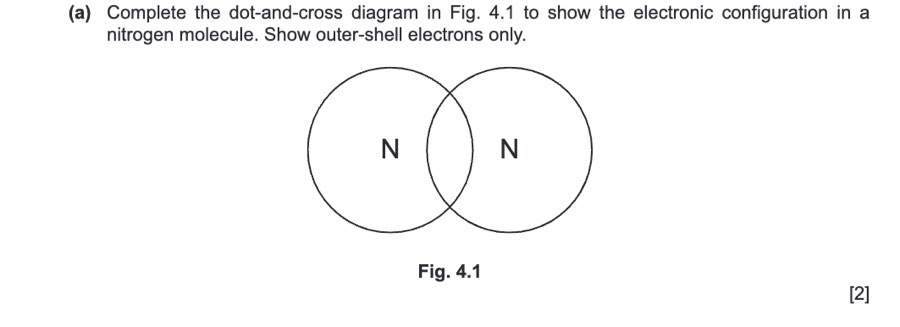 (a) Complete the dot-and-cross diagram in Fig. 4.1 to show the electronic configuration in a
nitrogen molecule. Show outer-shell electrons only.
N N
Fig. 4.1
[2]